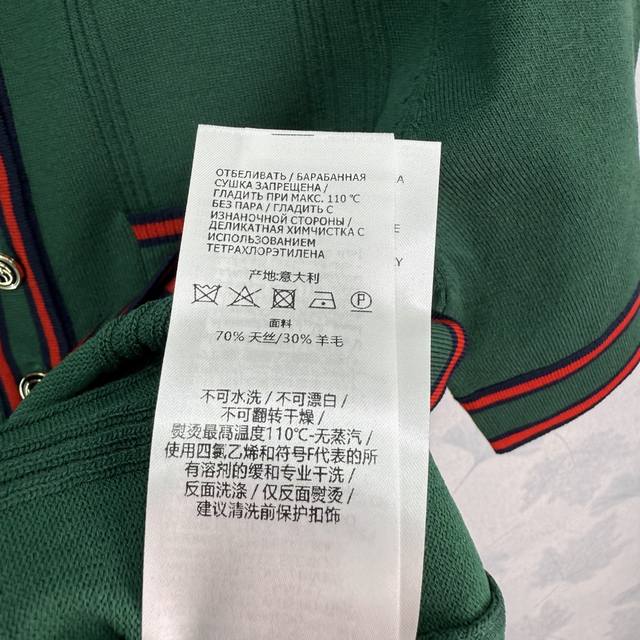 ОТБЕЛИВАТЬ / БАРАБАННАЯ
СУШКА ЗАПРЕЩЕНА /
ГЛАДИТЬ ПРИ МАКС. 110 °C
БЕЗ ПАРА / ГЛАДИТЬ С
ИЗНАНОЧНОЙ СТОРОНЫ /
ДЕЛИКАТНАЯ ХИМЧИСТКА С
ИСПОЛЬЗОВАНИЕМ
ТЕТРАХЛОРЭТИЛЕНА
产地:意大利
P
面料
70% 天丝/30% 羊毛
不可水洗 / 不可漂白 /
不可翻转干燥 /
熨烫最高温度110℃-无蒸汽 /
使用四氯乙烯和符号F代表的所
有溶剂的缓和专业干洗 /
反面洗涤 / 仅反面熨烫 /
建议清洗前保护扣饰
A
E
Y